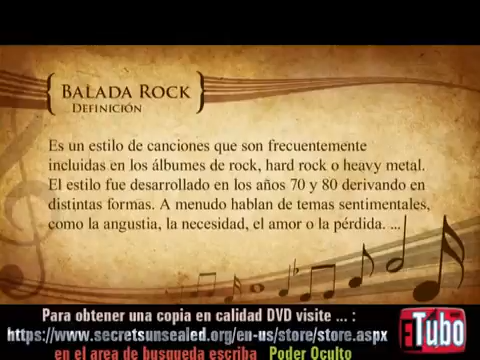 BALADA ROCK
DEFINICIÓN
Es un estilo de canciones que son frecuentemente
incluidas en los álbumes de rock, hard rock o heavy metal.
El estilo fue desarrollado en los años 70 y 80 derivando en
distintas formas. A menudo hablan de temas sentimentales,
como la angustia, la necesidad, el amor o la pérdida. ...
Para obtener una copia en calidad DVD visite ... :
https://www.secretsunsealed.org/en-us/store/store.aspx
en el area de busqueda escriba Poder Oculto
ETubo